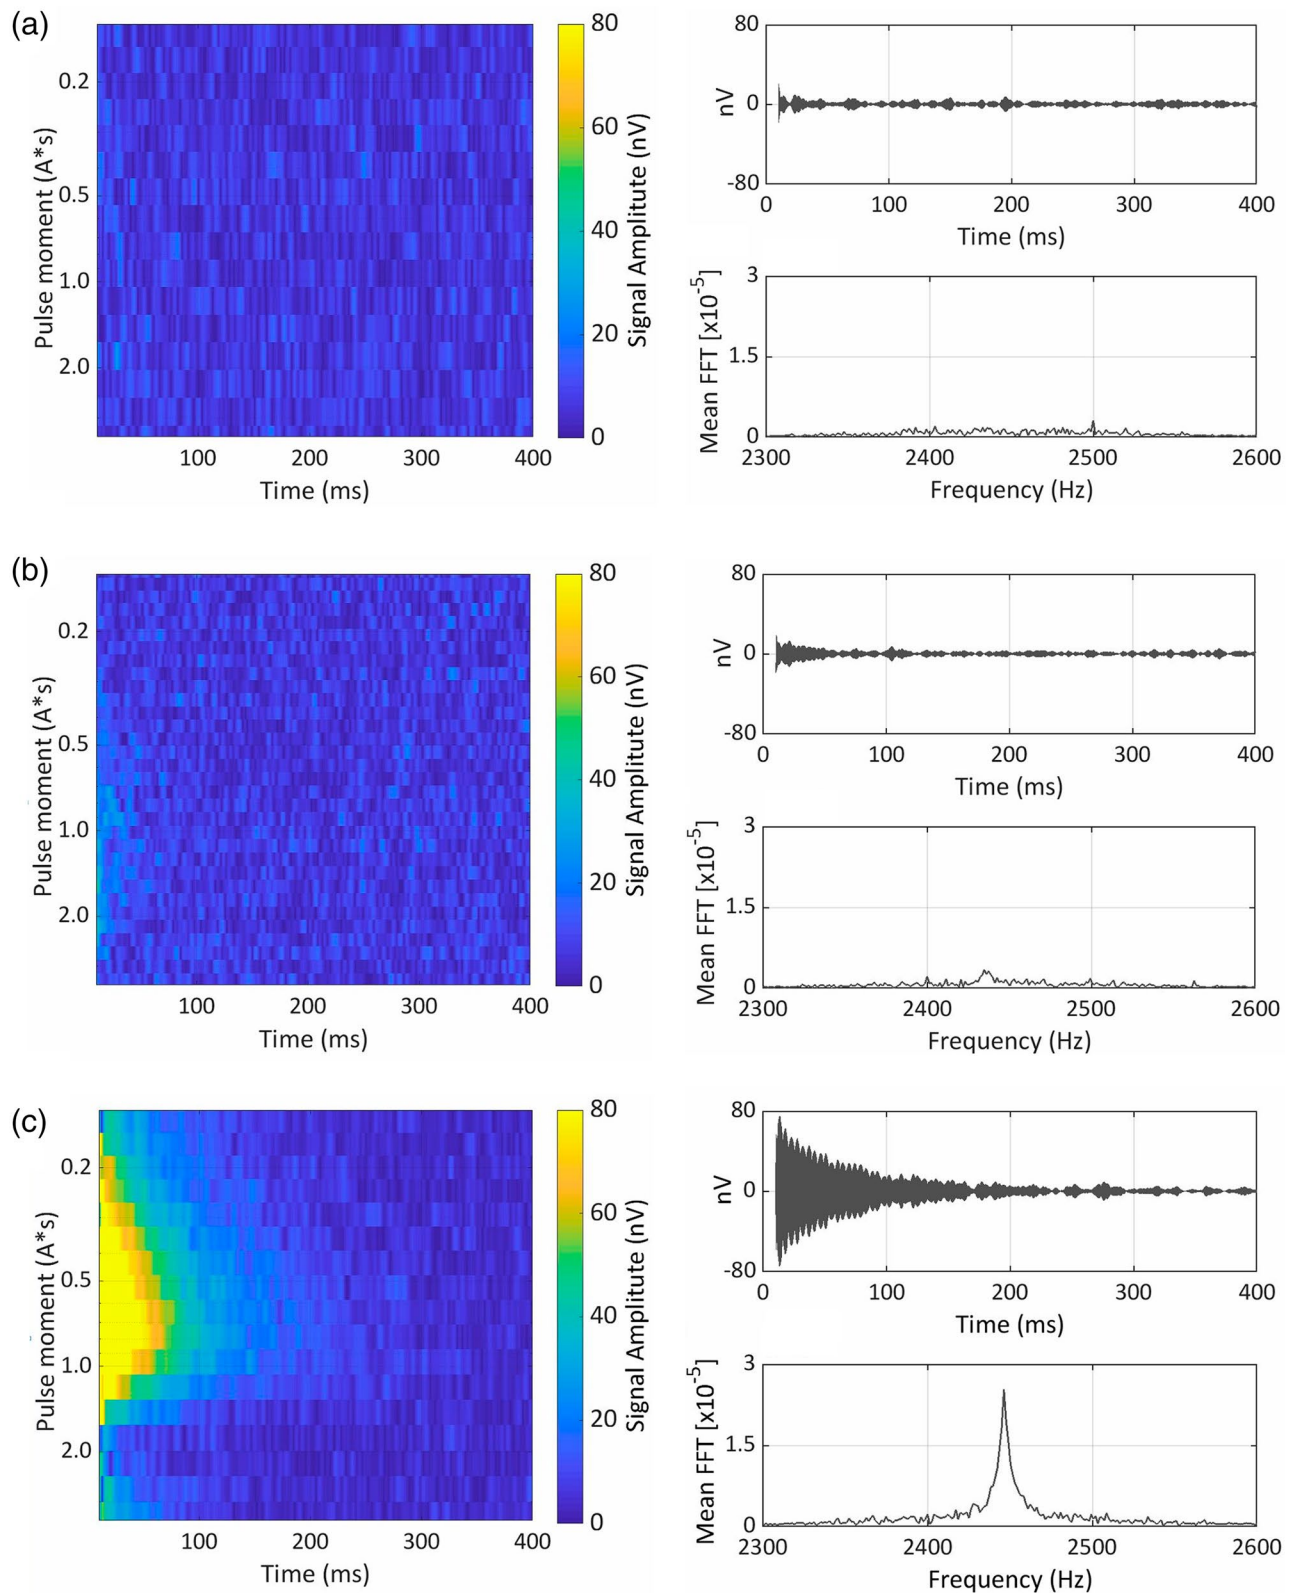 (a)
Pulse moment (A*s)
0.2
0.5
1.0
2.0
100 200 300 400
Time (ms)
80
60
40
20
0
Signal Amplitude (nV)
80
0
-80
nV
0 100 200 300 400
Time (ms)
3
1.5
0
Mean FFT [x10-5]
2300 2400 2500 2600
Frequency (Hz)
(b)
Pulse moment (A*s)
0.2
0.5
1.0
2.0
100 200 300 400
Time (ms)
80
60
40
20
0
Signal Amplitude (nV)
80
0
-80
nV
0 100 200 300 400
Time (ms)
3
1.5
0
Mean FFT [x10-5]
2300 2400 2500 2600
Frequency (Hz)
(c)
Pulse moment (A*s)
0.2
0.5
1.0
2.0
100 200 300 400
Time (ms)
80
60
40
20
0
Signal Amplitude (nV)
80
0
-80
nV
0 100 200 300 400
Time (ms)
3
1.5
0
Mean FFT [x10-5]
2300 2400 2500 2600
Frequency (Hz)